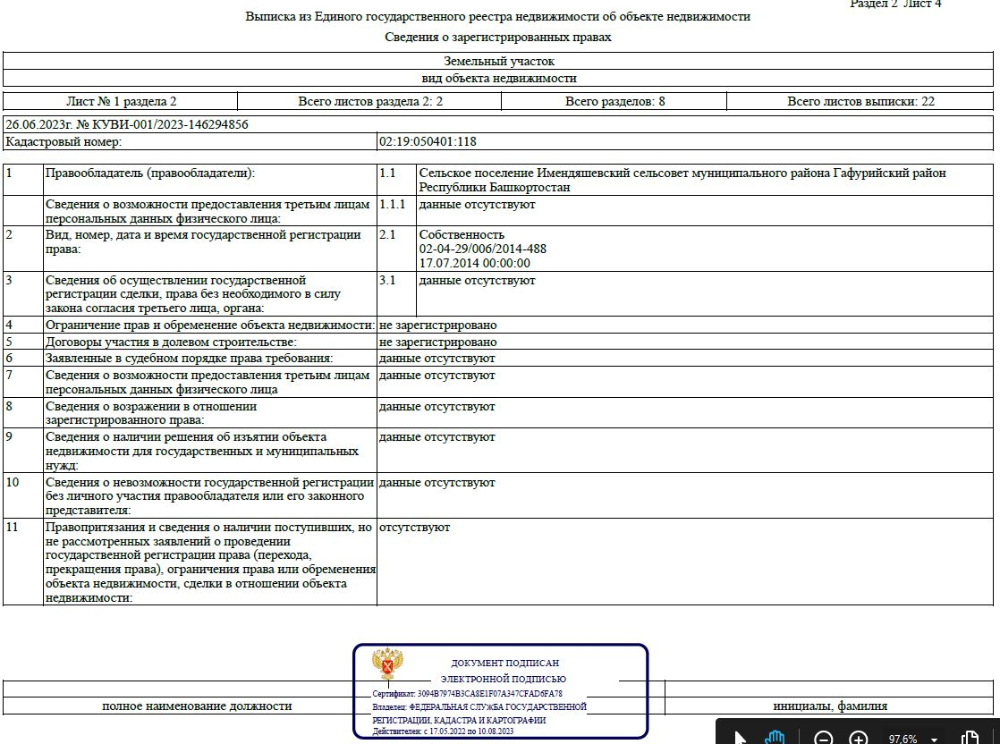 Раздел 2 Лист 4
Выписка из Единого государственного реестра недвижимости об объекте недвижимости
Сведения о зарегистрированных правах
Земельный участок
вид объекта недвижимости
Лист № 1 раздела 2 Всего листов раздела 2: 2 Всего разделов: 8 Всего листов выписки: 22
26.06.2023г. № КУВИ-001/2023-146294856
Кадастровый номер: 02:19:050401:118
1 Правообладатель (правообладатели): 1.1 Сельское поселение Имендяшевский сельсовет муниципального района Гафурийский район
Республики Башкортостан
Сведения о возможности предоставления третьим лицам 1.1.1 данные отсутствуют
персональных данных физического лица:
2 Вид, номер, дата и время государственной регистрации 2.1 Собственность
права: 02-04-29/006/2014-488
17.07.2014 00:00:00
3 Сведения об осуществлении государственной 3.1 данные отсутствуют
регистрации сделки, права без необходимого в силу
закона согласия третьего лица, органа:
4 Ограничение прав и обременение объекта недвижимости: не зарегистрировано
5 Договоры участия в долевом строительстве: не зарегистрировано
6 Заявленные в судебном порядке права требования: данные отсутствуют
7 Сведения о возможности предоставления третьим лицам данные отсутствуют
персональных данных физического лица
8 Сведения о возражении в отношении данные отсутствуют
зарегистрированного права:
9 Сведения о наличии решения об изъятии объекта данные отсутствуют
недвижимости для государственных и муниципальных
нужд:
10 Сведения о невозможности государственной регистрации данные отсутствуют
без личного участия правообладателя или его законного
представителя:
11 Правопритязания и сведения о наличии поступивших, но отсутствуют
не рассмотренных заявлений о проведении
государственной регистрации права (перехода,
прекращения права), ограничения права или обременения
объекта недвижимости, сделки в отношении объекта
недвижимости:
ДОКУМЕНТ ПОДПИСАН
ЭЛЕКТРОННОЙ ПОДПИСЬЮ
Сертификат: 3094B7974B3CA8E1F07A347CFAD6FA78
Владелец: ФЕДЕРАЛЬНАЯ СЛУЖБА ГОСУДАРСТВЕННОЙ
РЕГИСТРАЦИИ, КАДАСТРА И КАРТОГРАФИИ
Действителен: с 17.05.2022 по 10.08.2023
полное наименование должности инициалы, фамилия
97,6%